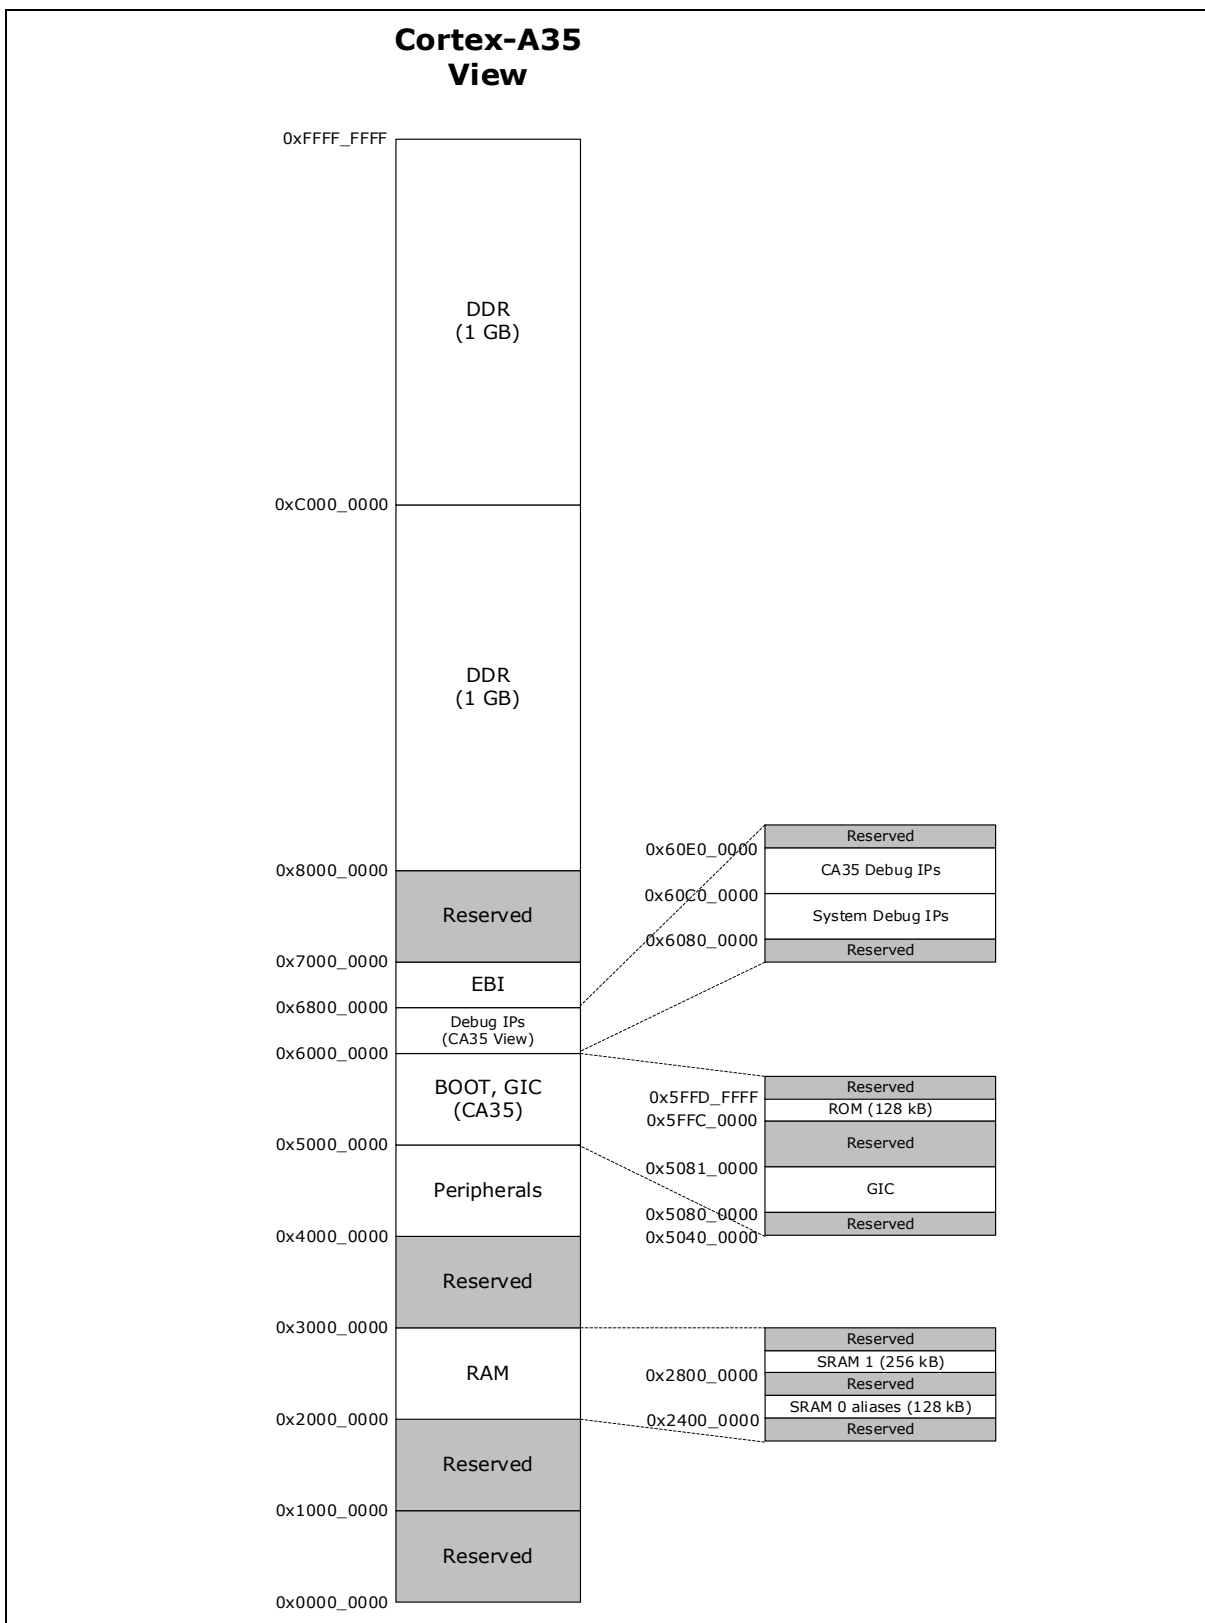 Cortex-A35
View
0xFFFF_FFFF
DDR
(1 GB)
0xC000_0000
DDR
(1 GB)
0x8000_0000
Reserved
0x7000_0000
EBI
0x6800_0000
Debug IPs
(CA35 View)
0x6000_0000
BOOT, GIC
(CA35)
0x5000_0000
Peripherals
0x4000_0000
Reserved
0x3000_0000
RAM
0x2000_0000
Reserved
0x1000_0000
Reserved
0x0000_0000
Reserved
0x60E0_0000
CA35 Debug IPs
0x60C0_0000
System Debug IPs
0x6080_0000
Reserved
Reserved
0x5FFD_FFFF
ROM (128 kB)
0x5FFC_0000
Reserved
0x5081_0000
GIC
0x5080_0000
Reserved
0x5040_0000
Reserved
SRAM 1 (256 kB)
0x2800_0000
Reserved
SRAM 0 aliases (128 kB)
0x2400_0000
Reserved